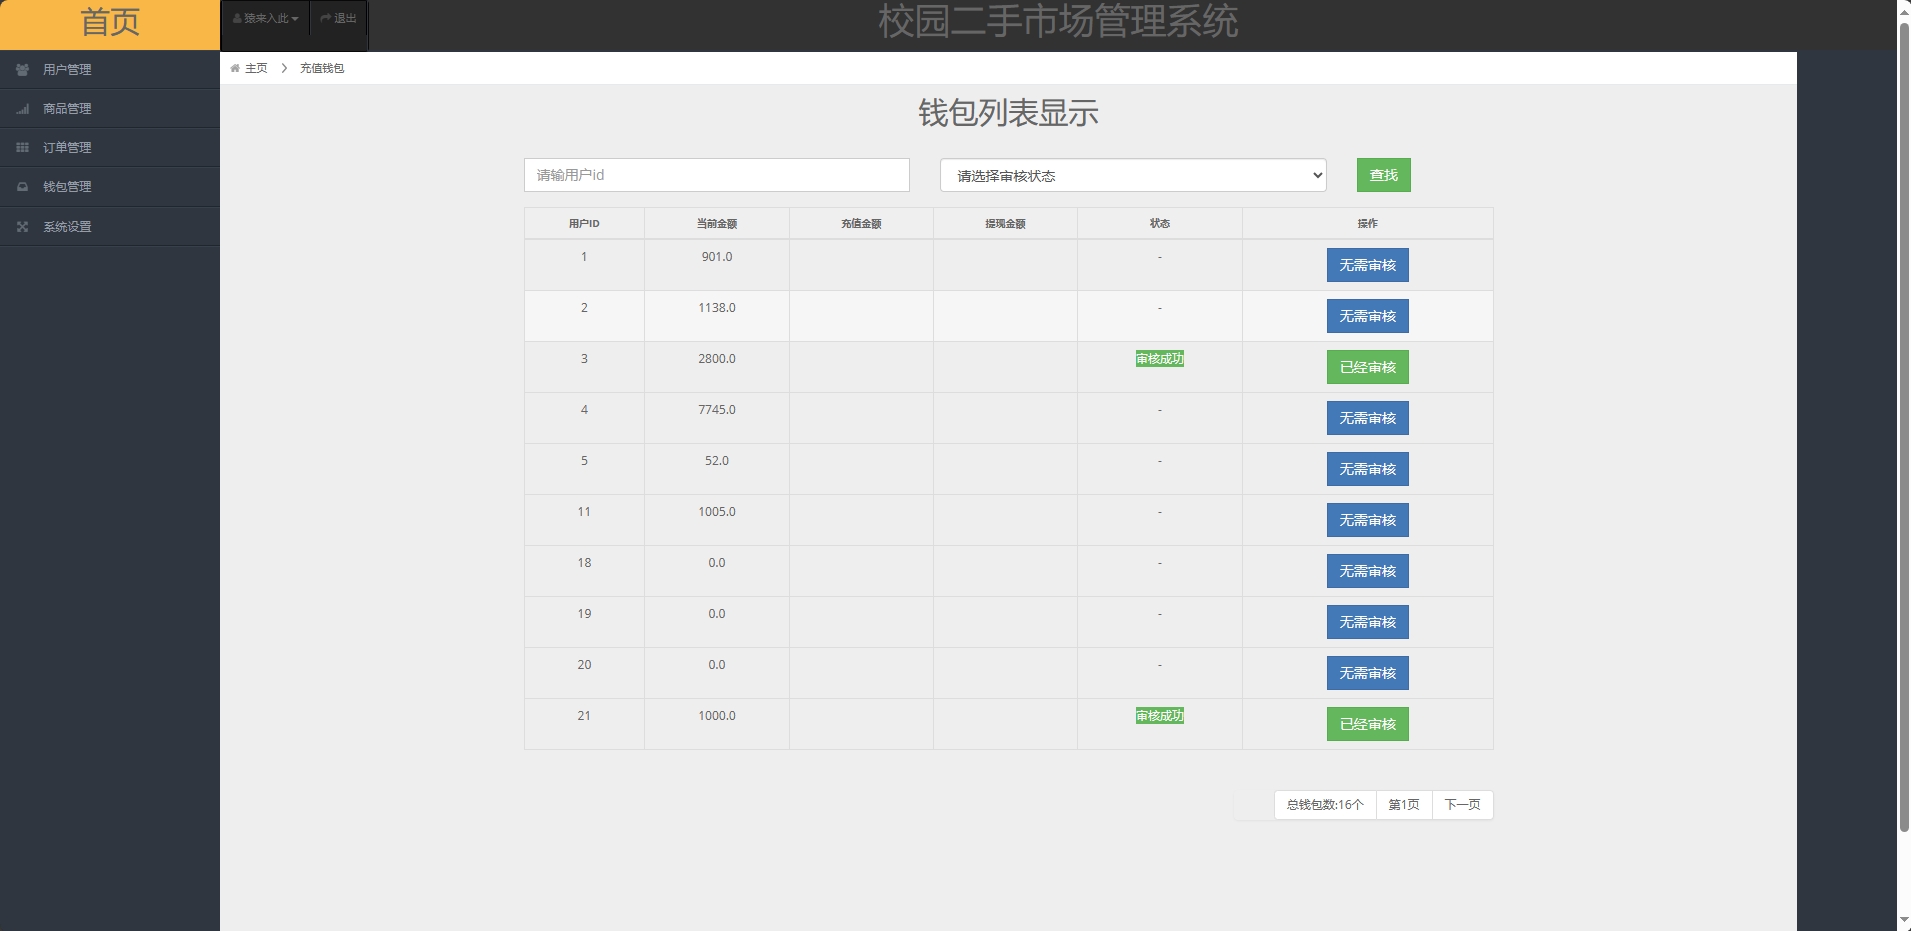 首页
猿来入此
退出
校园二手市场管理系统
用户管理
商品管理
订单管理
钱包管理
系统设置
主页 > 充值钱包
钱包列表显示
请输用户id
请选择审核状态
查找
用户ID 当前金额 充值金额 提现金额 状态 操作
1 901.0 - 无需审核
2 1138.0 - 无需审核
3 2800.0 审核成功 已经审核
4 7745.0 - 无需审核
5 52.0 - 无需审核
11 1005.0 - 无需审核
18 0.0 - 无需审核
19 0.0 - 无需审核
20 0.0 - 无需审核
21 1000.0 审核成功 已经审核
总钱包数:16个 第1页 下一页